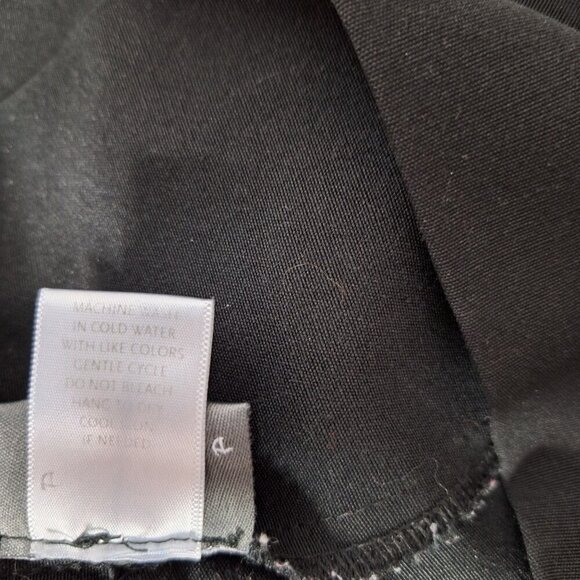 MACHINE WASH
IN COLD WATER
WITH LIKE COLORS
GENTLE CYCLE
DO NOT BLEACH
HANG TO DRY
COOL IRON
IF NEEDED